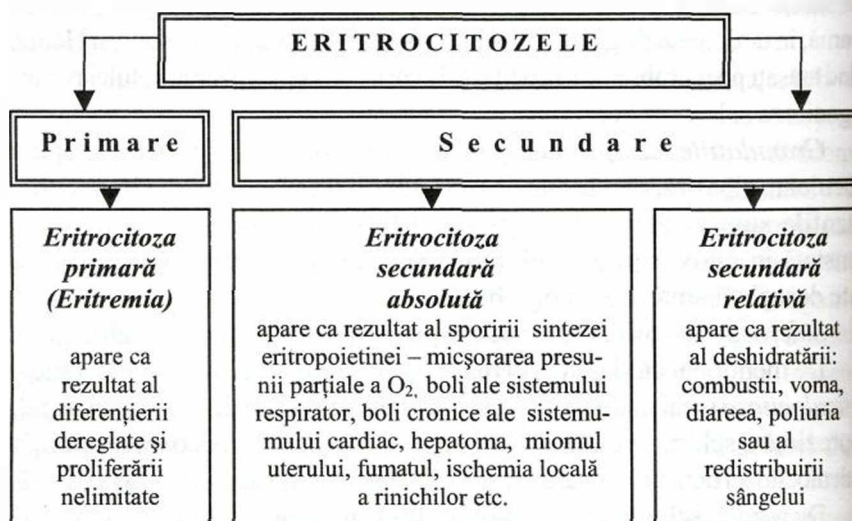 ERITROCITOZELE
Primare
Secundare
Eritrocitoza
primară
(Eritremia)
apare ca
rezultat al
diferențierii
dereglate și
proliferării
nelimitate
Eritrocitoza
secundară
absolută
apare ca rezultat al sporirii sintezei
eritropoietinei – micșorarea presu-
nii parțiale a O₂, boli ale sistemului
respirator, boli cronice ale sistemu-
mului cardiac, hepatoma, miomul
uterului, fumatul, ischemia locală
a rinichilor etc.
Eritrocitoza
secundară
relativă
apare ca rezultat
al deshidratării:
combustii, voma,
diareea, poliuria
sau al
redistribuirii
sângelui